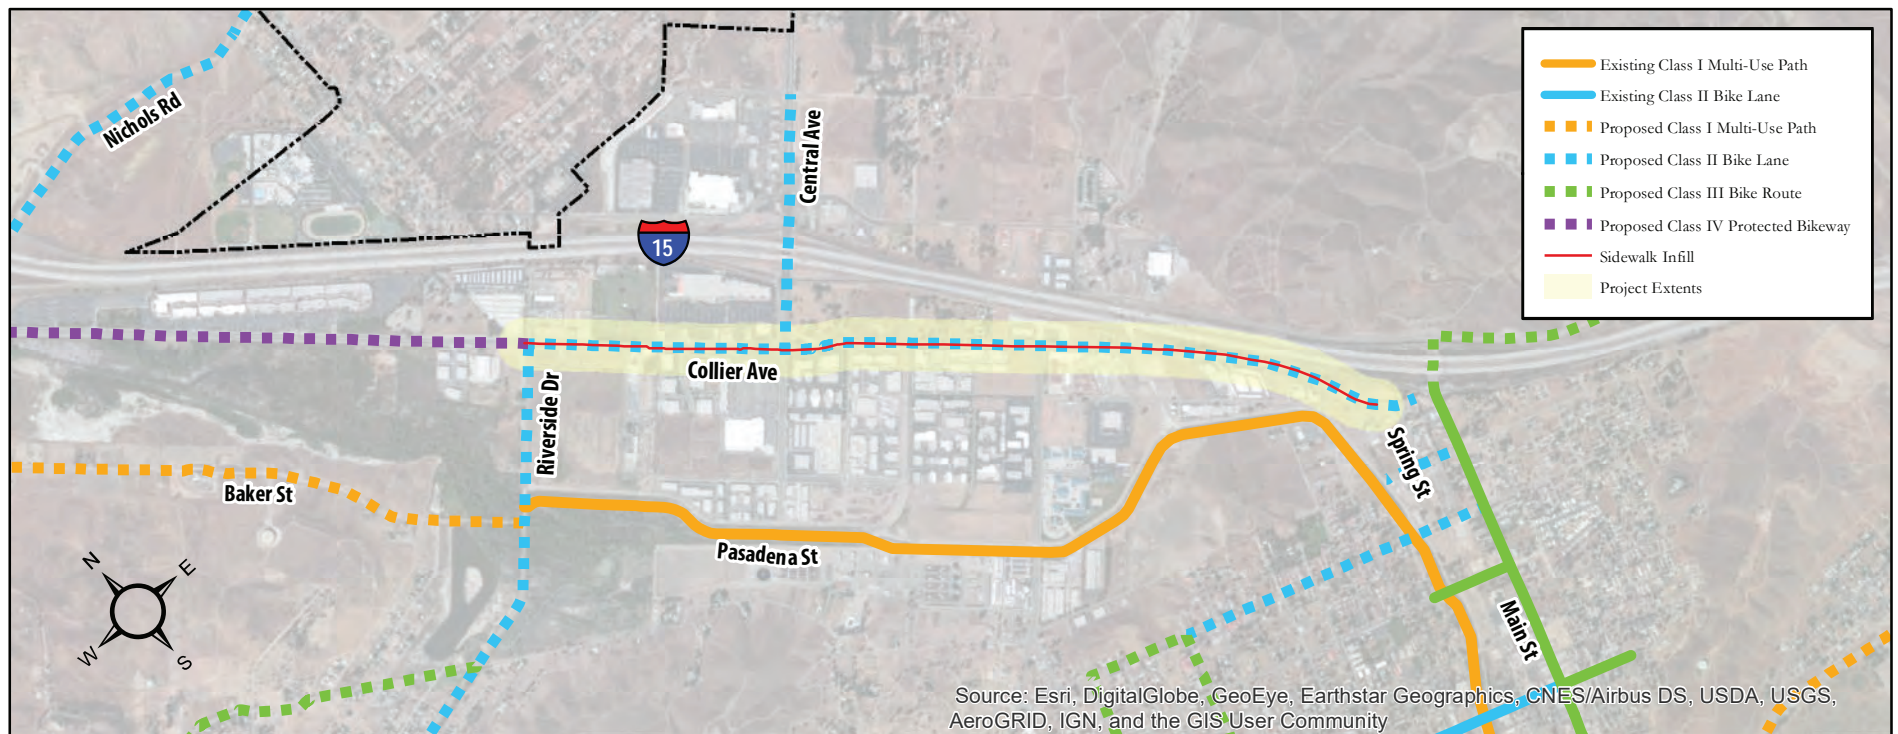 Nichols Rd
Central Ave
15
Existing Class I Multi-Use Path
Existing Class II Bike Lane
Proposed Class I Multi-Use Path
Proposed Class II Bike Lane
Proposed Class III Bike Route
Proposed Class IV Protected Bikeway
Sidewalk Infill
Project Extents
Collier Ave
Riverside Dr
Spring St
Baker St
Pasadena St
N
E
W
S
Main St
Source: Esri, DigitalGlobe, GeoEye, Earthstar Geographics, CNES/Airbus DS, USDA, USGS,
AeroGRID, IGN, and the GIS User Community